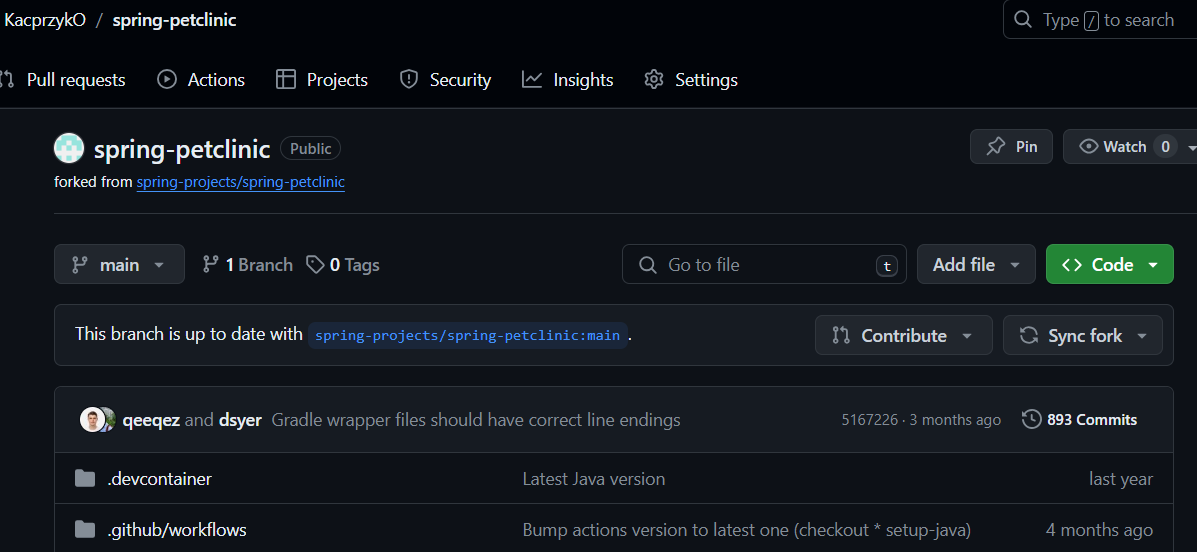 KacprzykO / spring-petclinic Type / to search
Pull requests Actions Projects Security Insights Settings
spring-petclinic Public Pin Watch 0
forked from spring-projects/spring-petclinic
main 1 Branch 0 Tags Go to file t Add file <> Code
This branch is up to date with spring-projects/spring-petclinic:main . Contribute Sync fork
qeeqez and dsyer Gradle wrapper files should have correct line endings 5167226 · 3 months ago 893 Commits
.devcontainer Latest Java version last year
.github/workflows Bump actions version to latest one (checkout * setup-java) 4 months ago